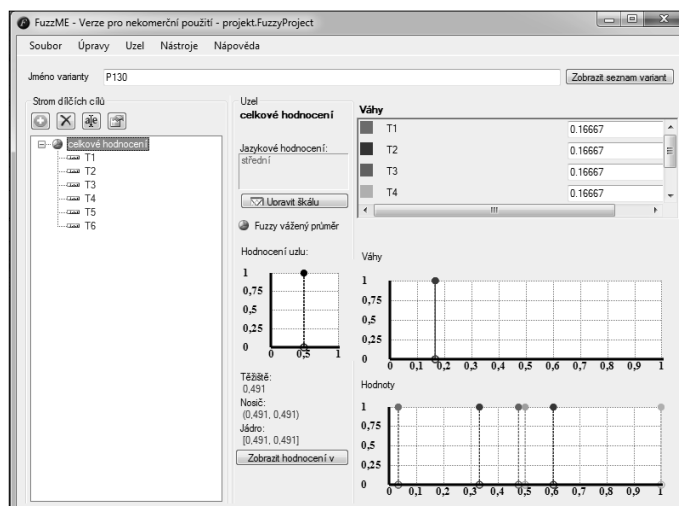 FuzzME - Verze pro nekomerční použití - projekt.FuzzyProject
Soubor Úpravy Uzel Nástroje Nápověda
Jméno varianty P130 Zobrazit seznam variant
Strom dílčích cílů
celkové hodnocení
T1
T2
T3
T4
T5
T6
Uzel
celkové hodnocení
Jazykové hodnocení:
střední
Upravit škálu
Fuzzy vážený průměr
Hodnocení uzlu:
1
0,75
0,5
0,25
0
0 0,5 1
Těžiště:
0,491
Nosič:
(0,491, 0,491)
Jádro:
[0,491, 0,491]
Zobrazit hodnocení v
Váhy
T1 0.16667
T2 0.16667
T3 0.16667
T4 0.16667
Váhy
1
0,75
0,5
0,25
0
0 0,1 0,2 0,3 0,4 0,5 0,6 0,7 0,8 0,9 1
Hodnoty
1
0,75
0,5
0,25
0
0 0,1 0,2 0,3 0,4 0,5 0,6 0,7 0,8 0,9 1